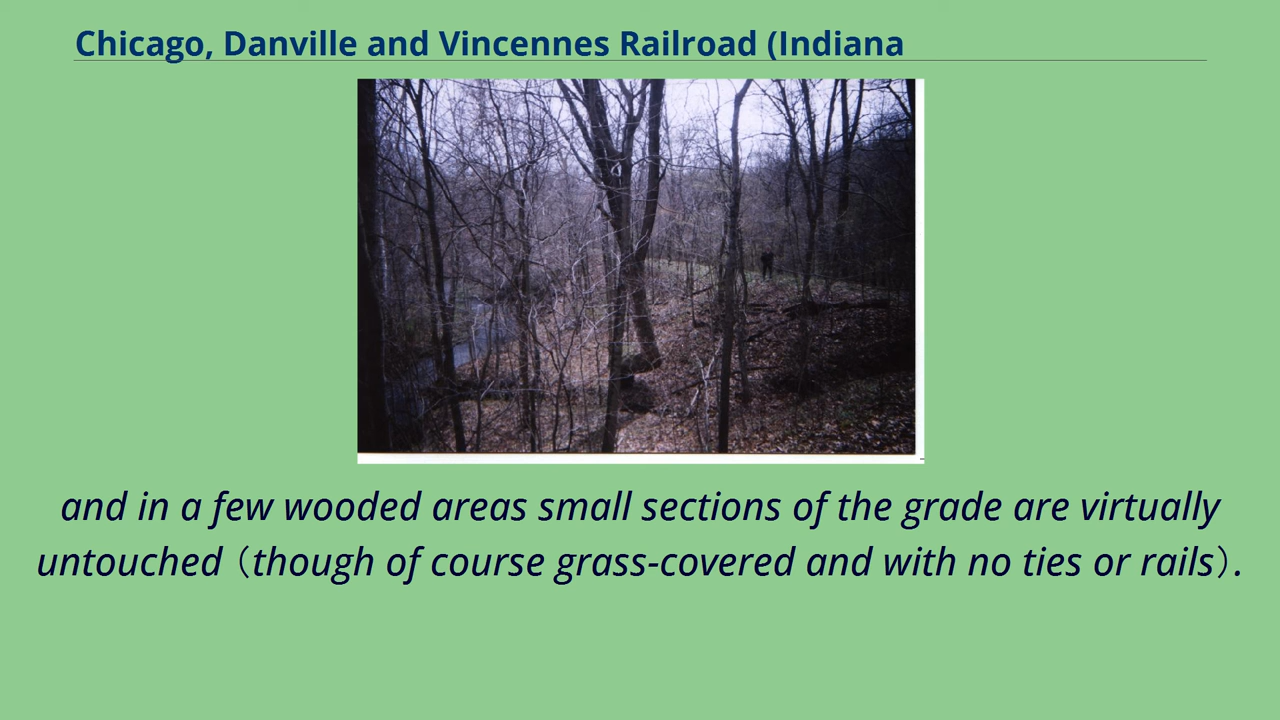 Chicago, Danville and Vincennes Railroad (Indiana
and in a few wooded areas small sections of the grade are virtually
untouched（though of course grass-covered and with no ties or rails）.